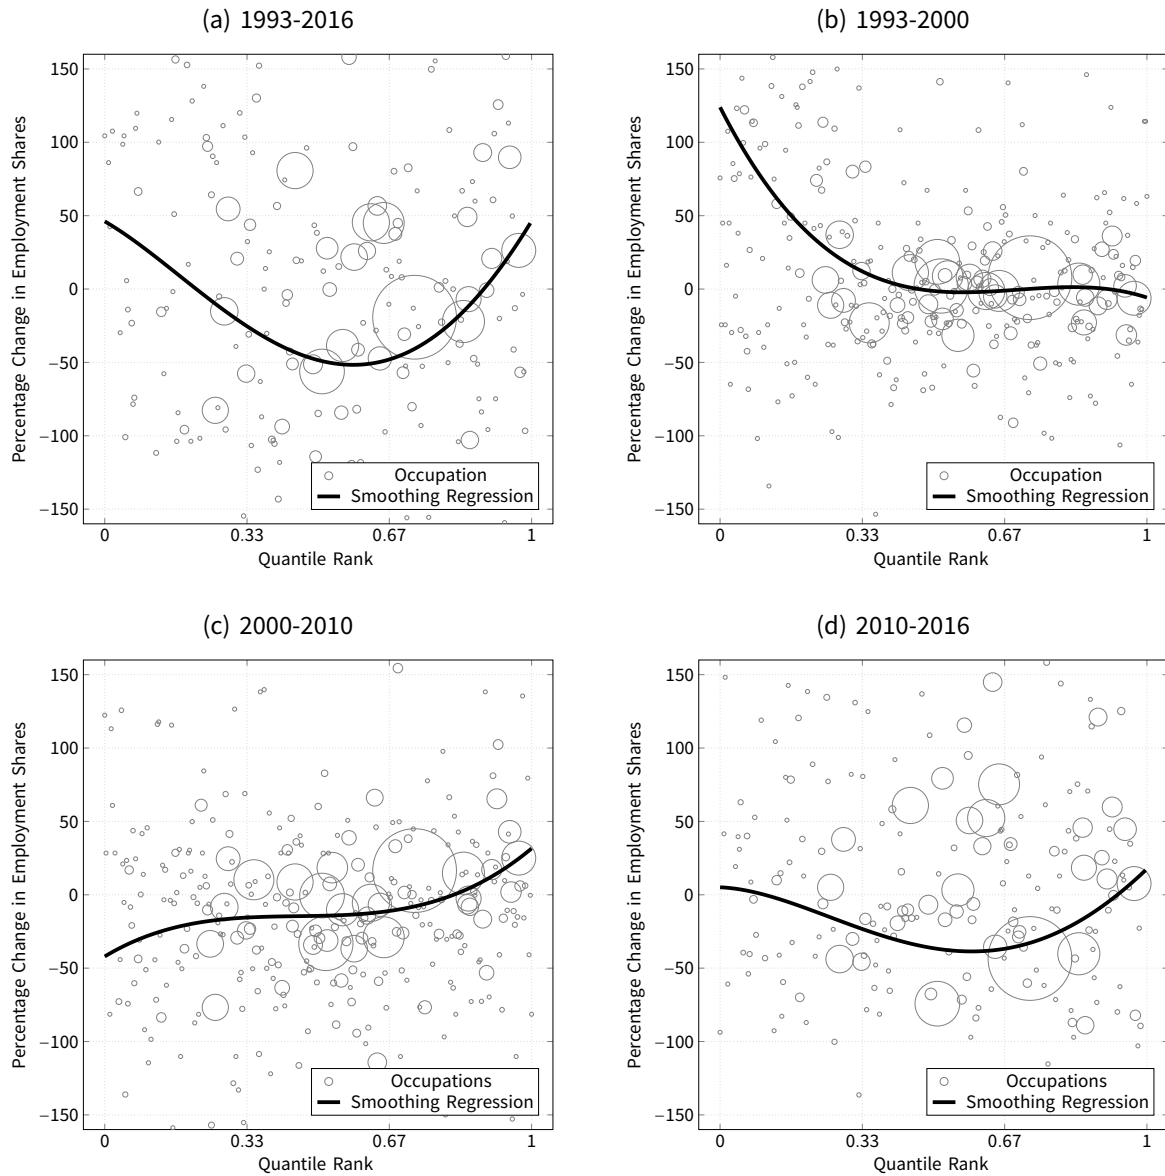 (a) 1993-2016
Percentage Change in Employment Shares
150
100
50
0
−50
−100
−150
Occupation
Smoothing Regression
0 0.33 0.67 1
Quantile Rank
(b) 1993-2000
Percentage Change in Employment Shares
150
100
50
0
−50
−100
−150
Occupation
Smoothing Regression
0 0.33 0.67 1
Quantile Rank
(c) 2000-2010
Percentage Change in Employment Shares
150
100
50
0
−50
−100
−150
Occupations
Smoothing Regression
0 0.33 0.67 1
Quantile Rank
(d) 2010-2016
Percentage Change in Employment Shares
150
100
50
0
−50
−100
−150
Occupations
Smoothing Regression
0 0.33 0.67 1
Quantile Rank